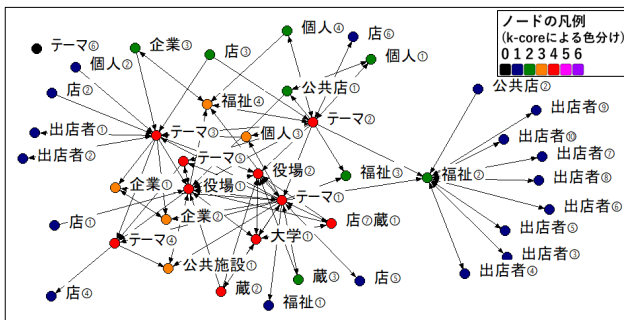 ノードの凡例
(k-coreによる色分け)
0 1 2 3 4 5 6
テーマ⑥
企業③
個人④
店⑥
個人②
店③
個人①
店②
福祉④
公共店①
公共店②
出店者①
テーマ③
個人③
テーマ②
出店者⑨
出店者②
テーマ⑤
出店者⑩
役場②
福祉③
福祉②
出店者⑦
企業①
役場①
テーマ①
出店者⑧
店①
企業②
店⑦蔵①
出店者⑥
テーマ④
大学①
出店者⑤
公共施設①
出店者③
蔵②
蔵③
店⑤
出店者④
店④
福祉①